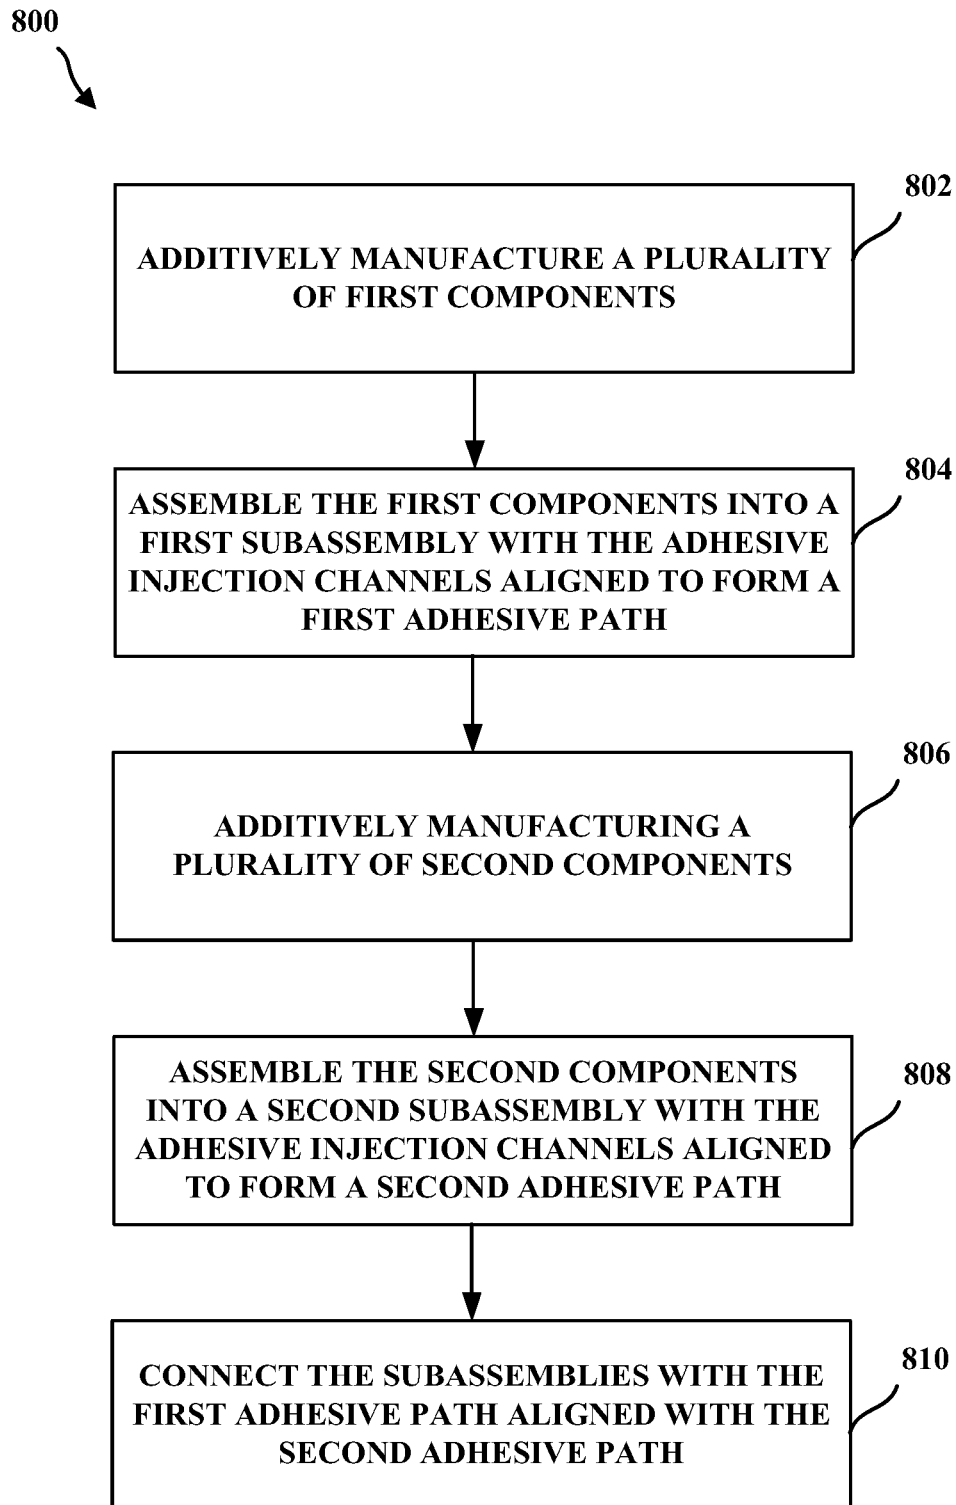 800
802
ADDITIVELY MANUFACTURE A PLURALITY
OF FIRST COMPONENTS
804
ASSEMBLE THE FIRST COMPONENTS INTO A
FIRST SUBASSEMBLY WITH THE ADHESIVE
INJECTION CHANNELS ALIGNED TO FORM A
FIRST ADHESIVE PATH
806
ADDITIVELY MANUFACTURING A
PLURALITY OF SECOND COMPONENTS
808
ASSEMBLE THE SECOND COMPONENTS
INTO A SECOND SUBASSEMBLY WITH THE
ADHESIVE INJECTION CHANNELS ALIGNED
TO FORM A SECOND ADHESIVE PATH
810
CONNECT THE SUBASSEMBLIES WITH THE
FIRST ADHESIVE PATH ALIGNED WITH THE
SECOND ADHESIVE PATH